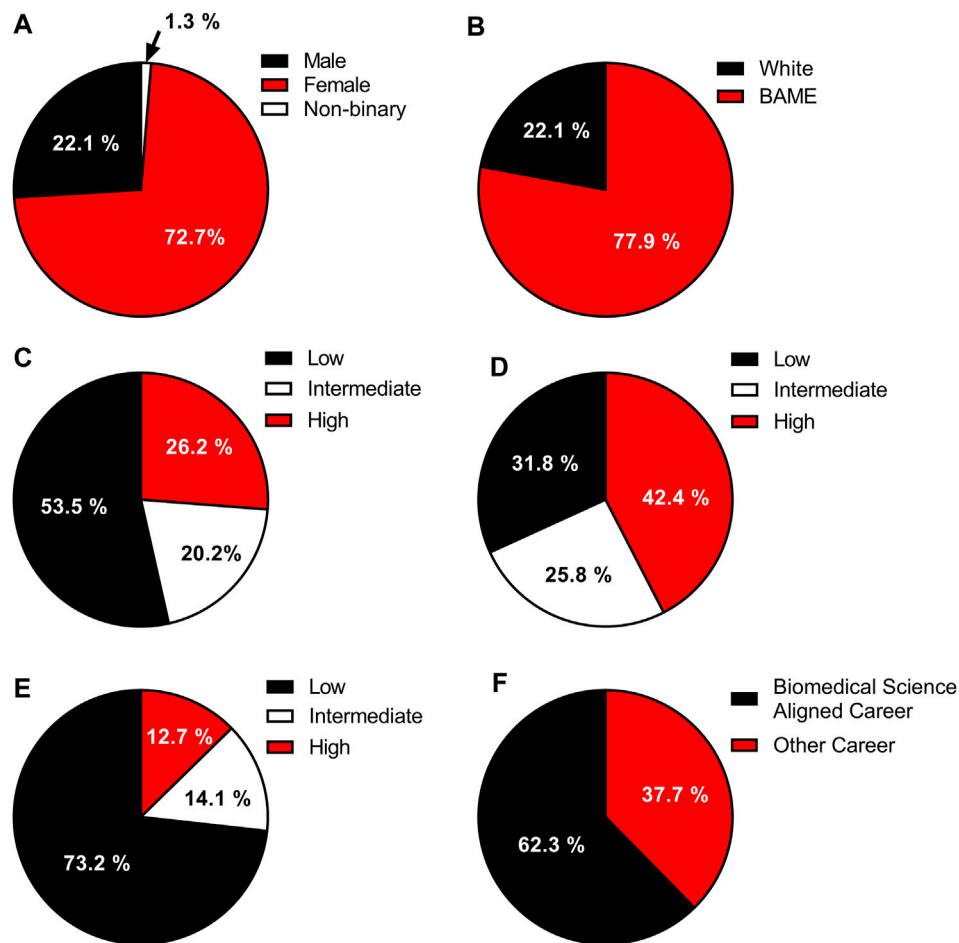 A
1.3 %
Male
Female
Non-binary
22.1 %
72.7%
B
White
BAME
22.1 %
77.9 %
C
Low
Intermediate
High
26.2 %
53.5 %
20.2%
D
Low
Intermediate
High
31.8 %
42.4 %
25.8 %
E
Low
Intermediate
High
12.7 %
14.1 %
73.2 %
F
Biomedical Science
Aligned Career
Other Career
37.7 %
62.3 %